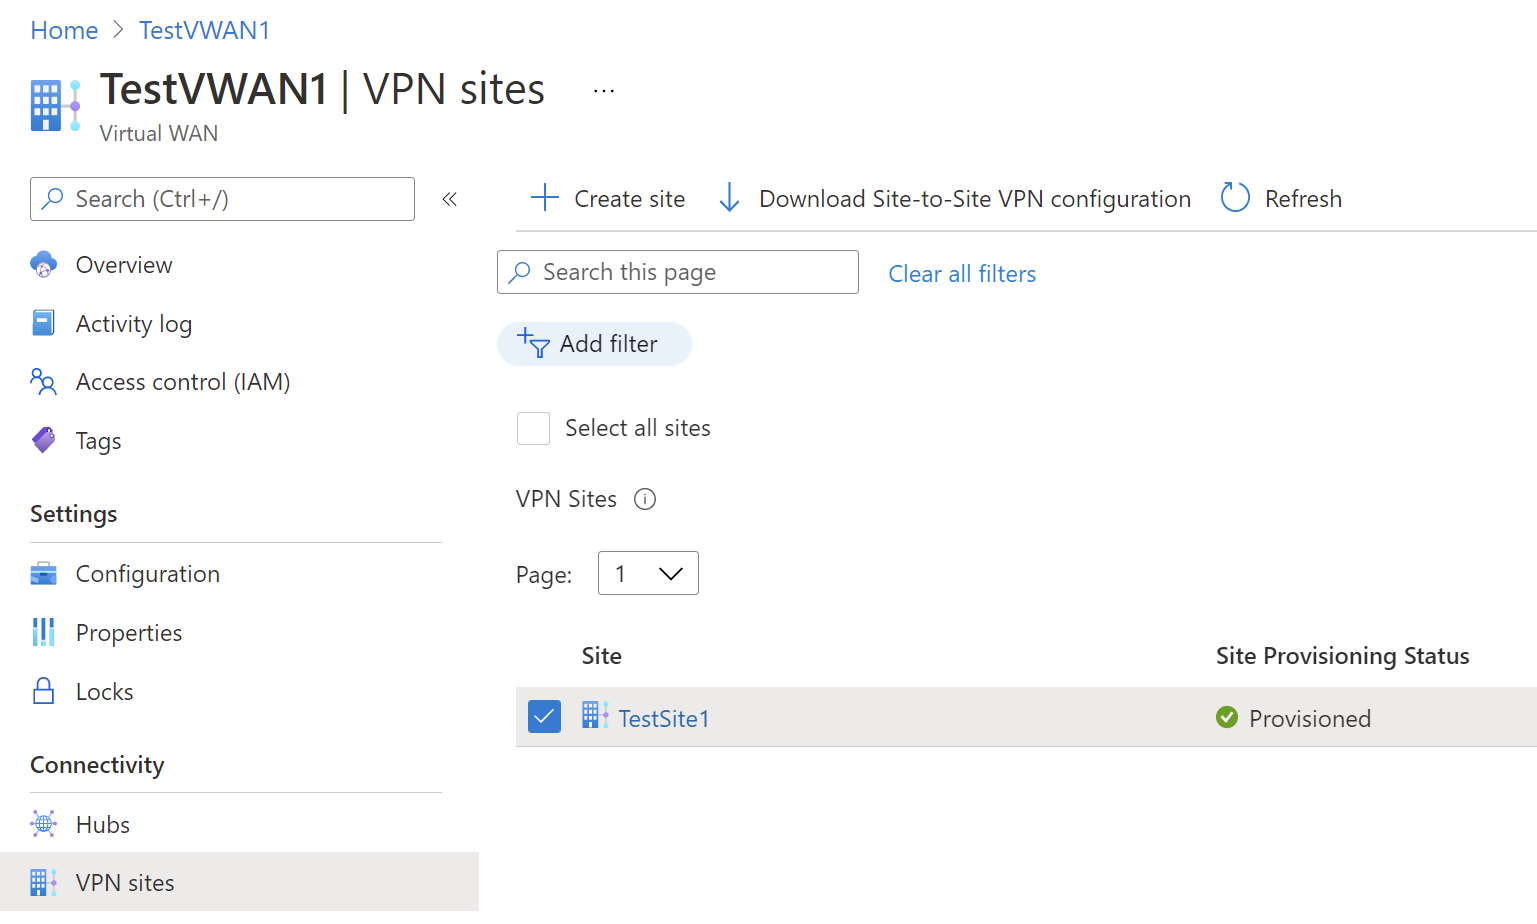 Home > TestVWAN1
TestVWAN1 | VPN sites ...
Virtual WAN
Search (Ctrl+/)
«
Overview
Activity log
Access control (IAM)
Tags
Settings
Configuration
Properties
Locks
Connectivity
Hubs
VPN sites
Create site Download Site-to-Site VPN configuration Refresh
Search this page Clear all filters
Add filter
Select all sites
VPN Sites
Page: 1
Site Site Provisioning Status
TestSite1 Provisioned